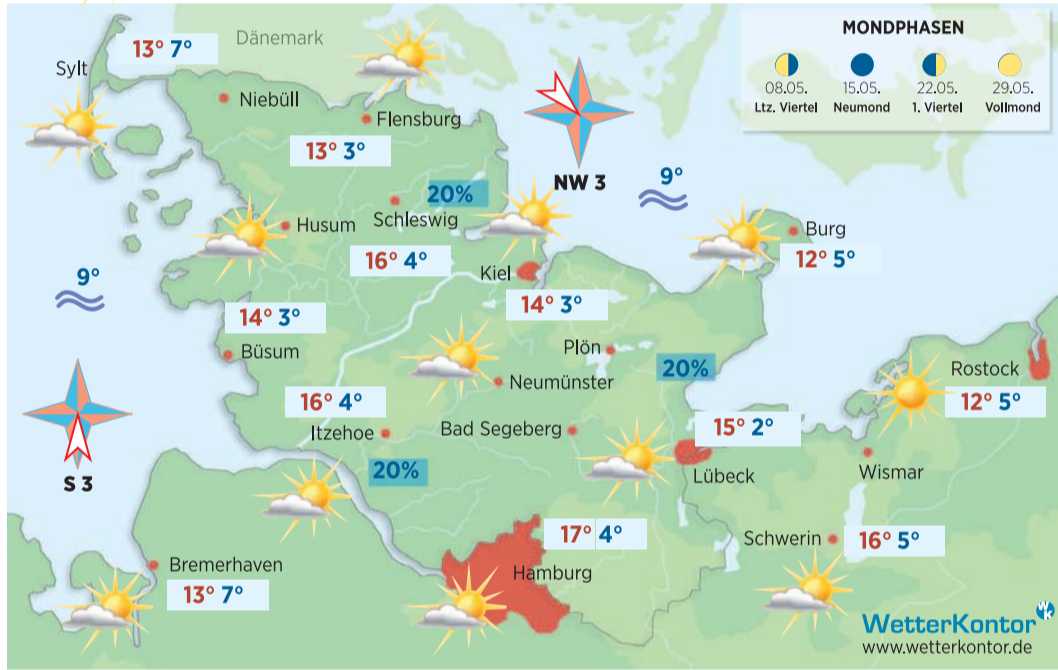 13° 7°
Dänemark
Sylt
Niebüll
Flensburg
13° 3°
MONDPHASEN
08.05. 15.05. 22.05. 29.05.
Ltz. Viertel Neumond 1. Viertel Vollmond
NW 3
9°
20%
Schleswig
Husum
16° 4°
Kiel
14° 3°
Burg
12° 5°
9°
14° 3°
Büsum
Plön
20%
Neumünster
Rostock
12° 5°
16° 4°
Itzehoe
Bad Segeberg
15° 2°
Lübeck
Wismar
S 3
20%
17° 4°
Hamburg
Schwerin
16° 5°
Bremerhaven
13° 7°
WetterKontor WK
www.wetterkontor.de